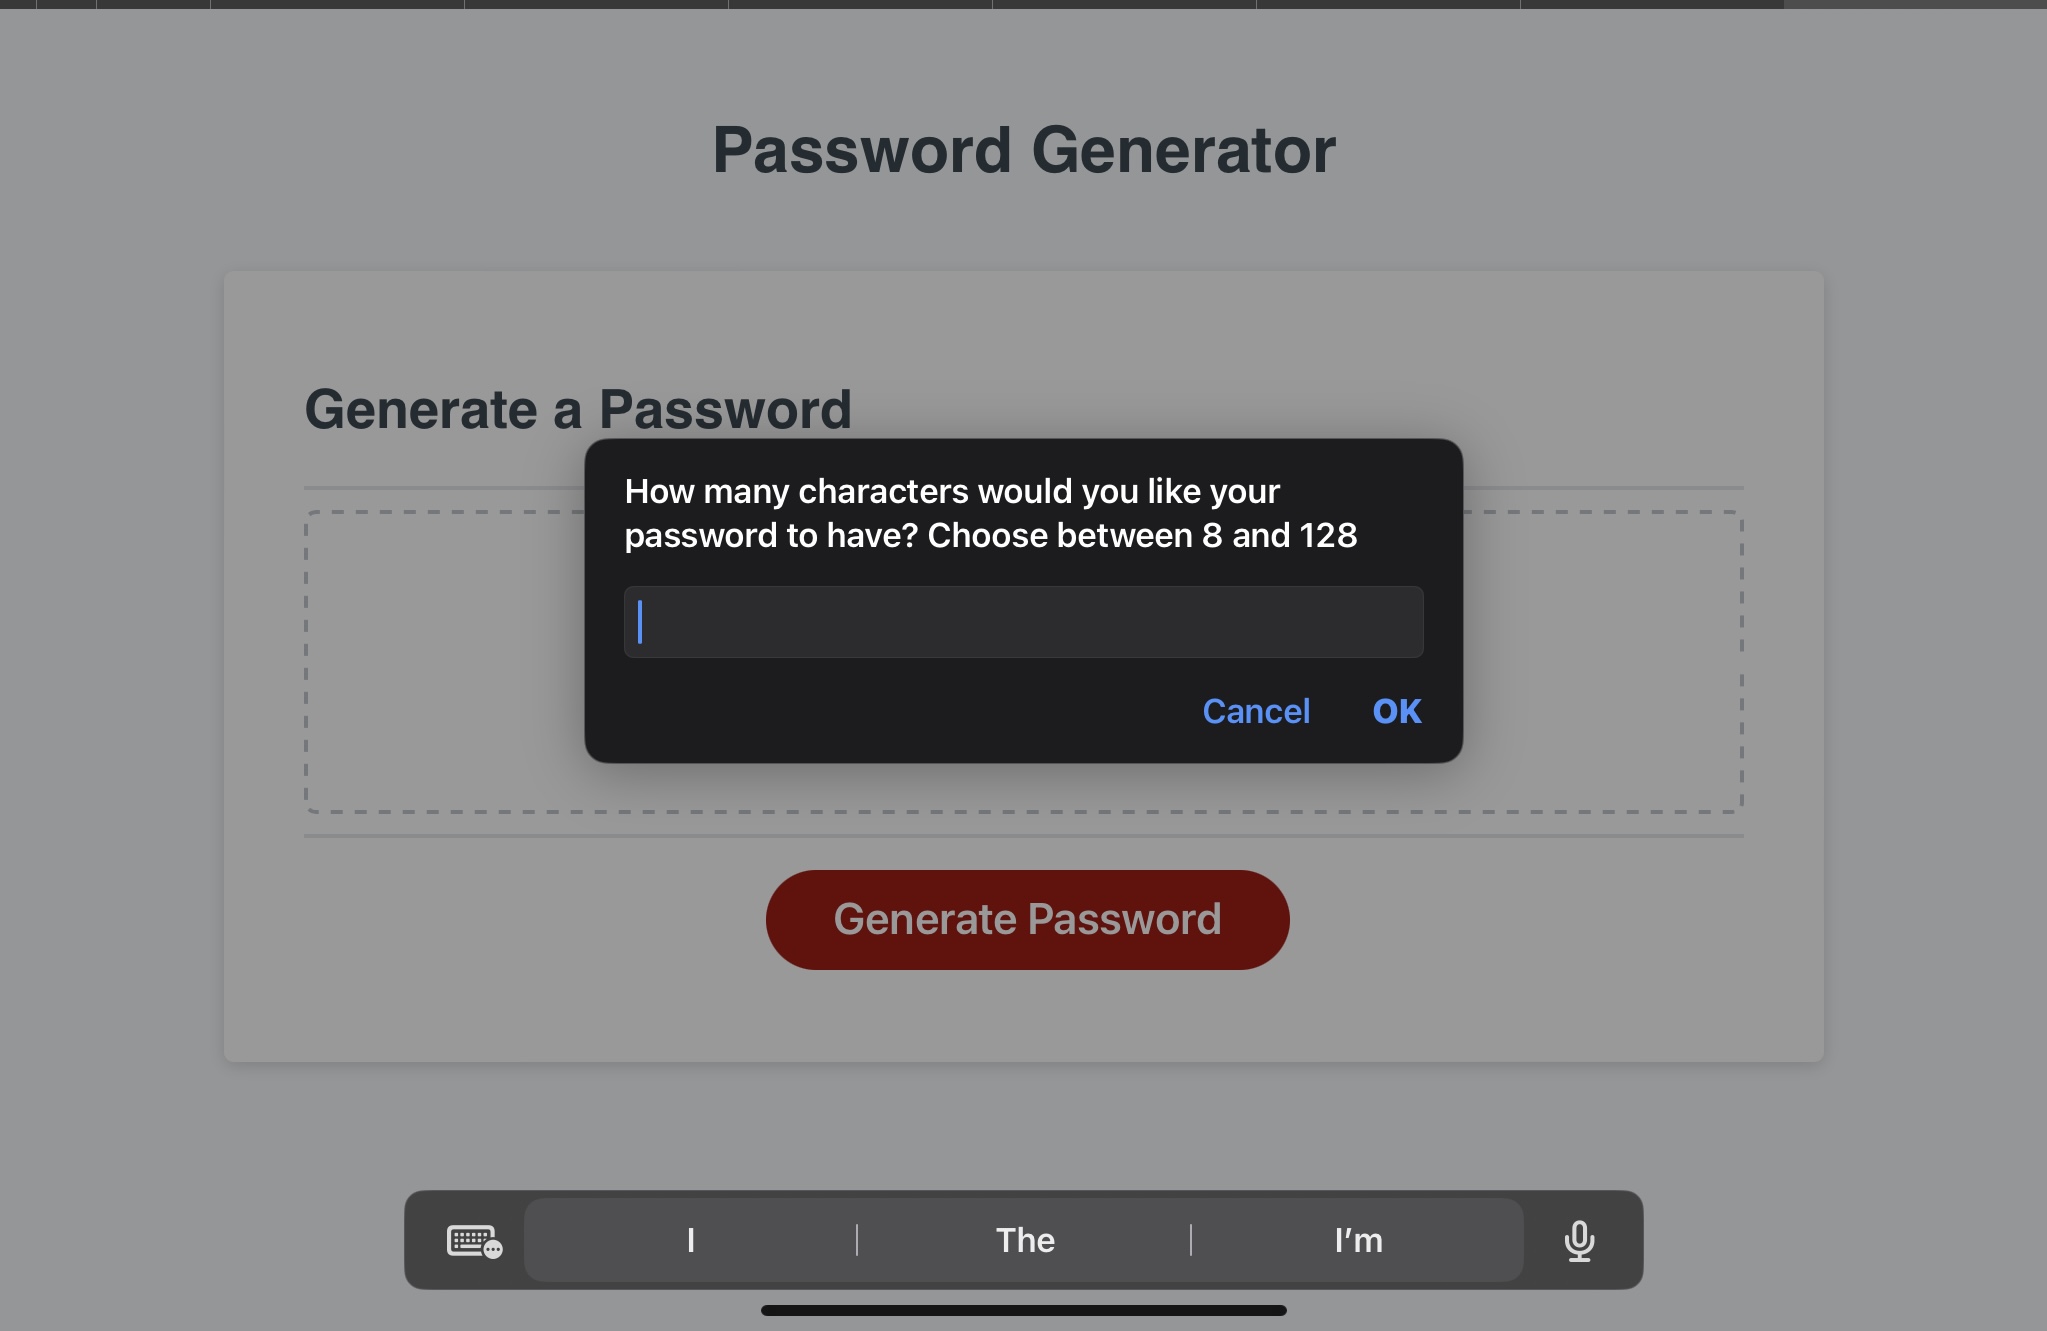 Password Generator
Generate a Password
How many characters would you like your
password to have? Choose between 8 and 128
Cancel OK
Generate Password
I The I’m